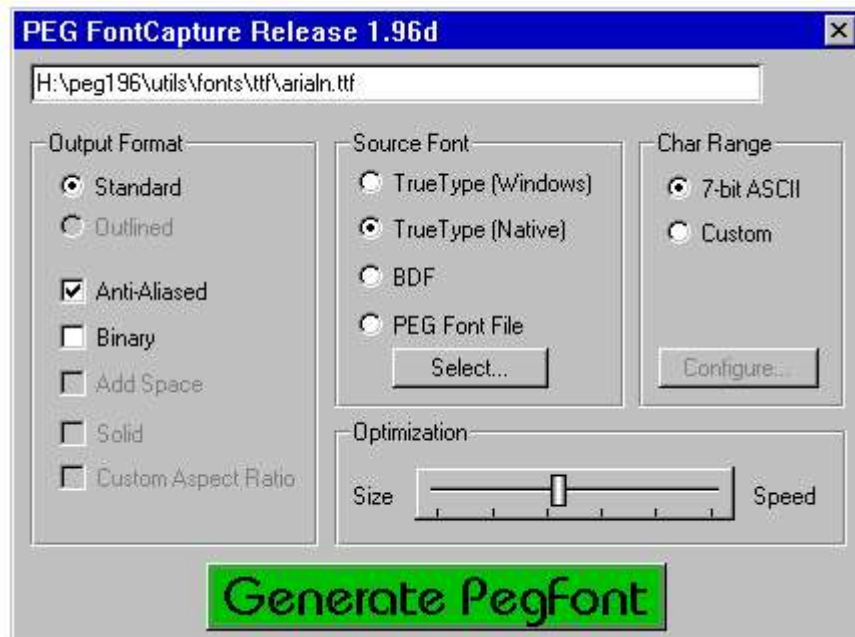 PEG FontCapture Release 1.96d
H:\peg196\utils\fonts\ttf\arialn.ttf
Output Format
Standard
Outlined
Anti-Aliased
Binary
Add Space
Solid
Custom Aspect Ratio
Source Font
TrueType (Windows)
TrueType (Native)
BDF
PEG Font File
Select...
Char Range
7-bit ASCII
Custom
Configure...
Optimization
Size Speed
Generate PegFont